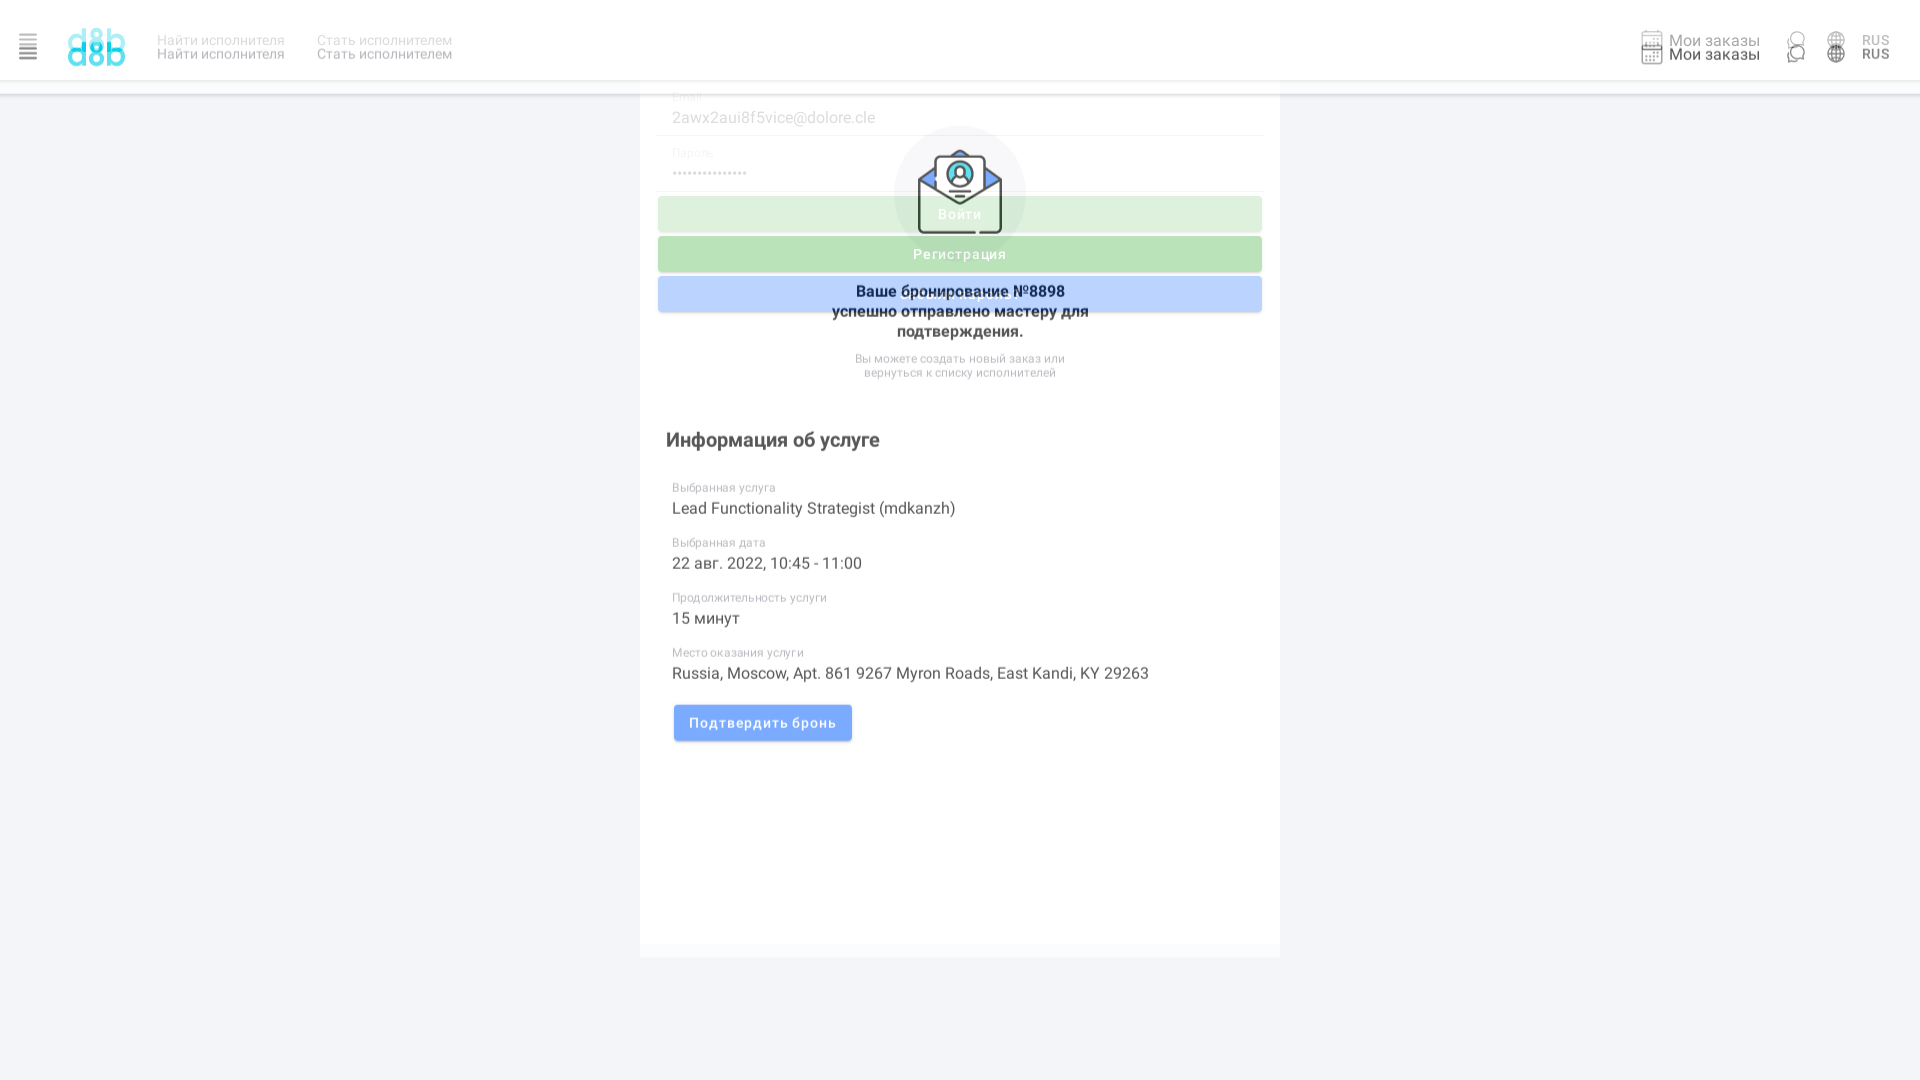 d8b
d8b
Найти исполнителя
Стать исполнителем
Мои заказы
RUS
Найти исполнителя
Стать исполнителем
Мои заказы
RUS
Email
2awx2aui8f5vice@dolore.cle
Пароль
•••••••••••••••
Войти
Регистрация
Ваше бронирование №8898
успешно отправлено мастеру для
подтверждения.
Вы можете создать новый заказ или
вернуться к списку исполнителей
Информация об услуге
Выбранная услуга
Lead Functionality Strategist (mdkanzh)
Выбранная дата
22 авг. 2022, 10:45 - 11:00
Продолжительность услуги
15 минут
Место оказания услуги
Russia, Moscow, Apt. 861 9267 Myron Roads, East Kandi, KY 29263
Подтвердить бронь